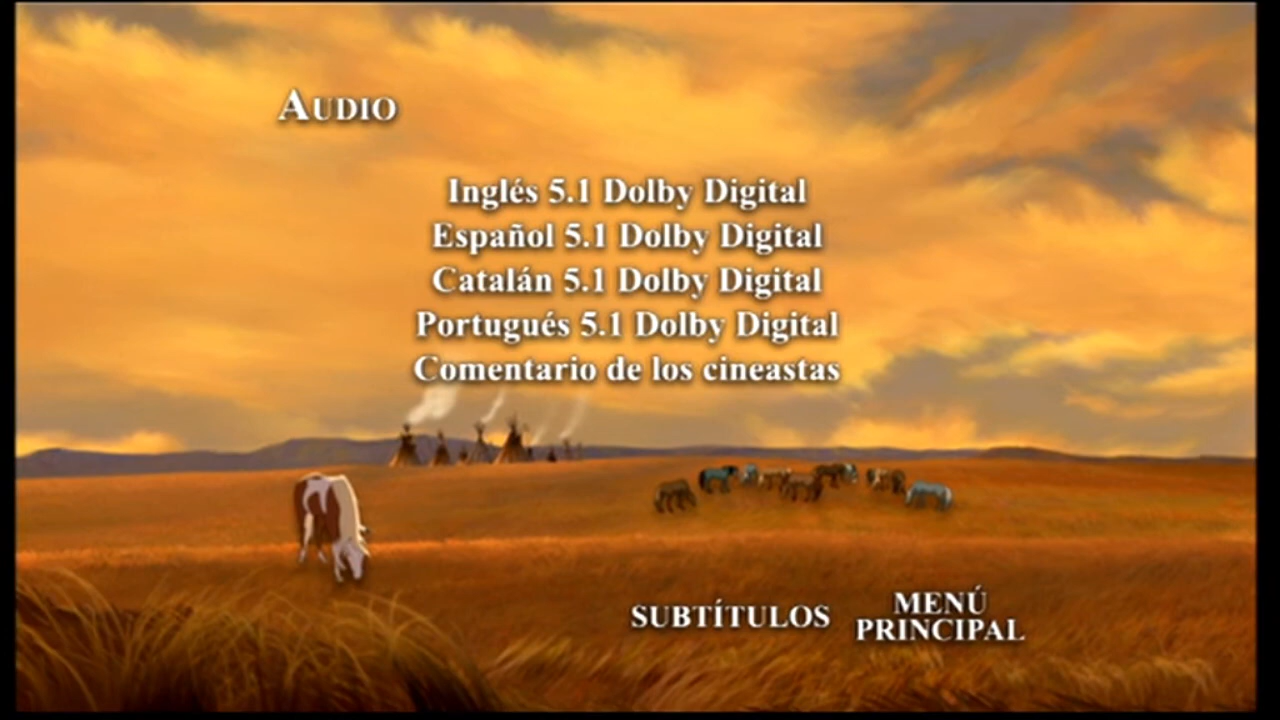 AUDIO
Inglés 5.1 Dolby Digital
Español 5.1 Dolby Digital
Catalán 5.1 Dolby Digital
Portugués 5.1 Dolby Digital
Comentario de los cineastas
SUBTÍTULOS
MENÚ
PRINCIPAL